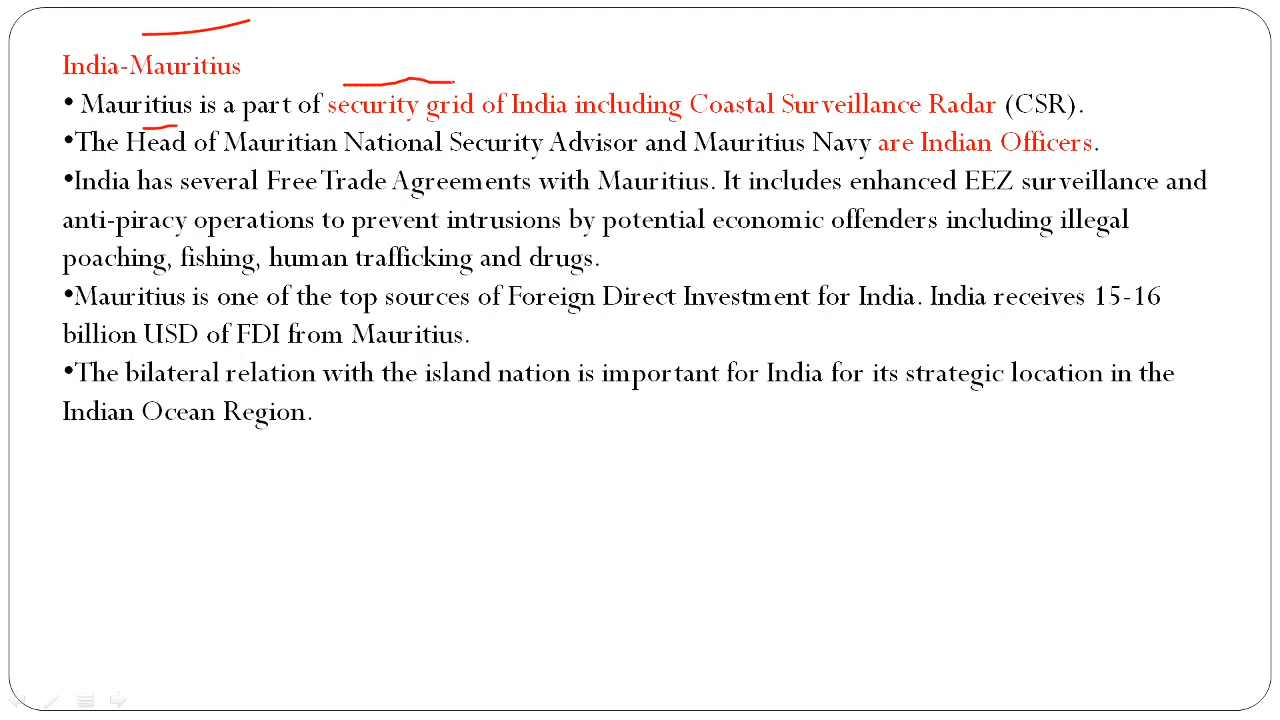 India-Mauritius
• Mauritius is a part of security grid of India including Coastal Surveillance Radar (CSR).
•The Head of Mauritian National Security Advisor and Mauritius Navy are Indian Officers.
•India has several Free Trade Agreements with Mauritius. It includes enhanced EEZ surveillance and
anti-piracy operations to prevent intrusions by potential economic offenders including illegal
poaching, fishing, human trafficking and drugs.
•Mauritius is one of the top sources of Foreign Direct Investment for India. India receives 15-16
billion USD of FDI from Mauritius.
•The bilateral relation with the island nation is important for India for its strategic location in the
Indian Ocean Region.